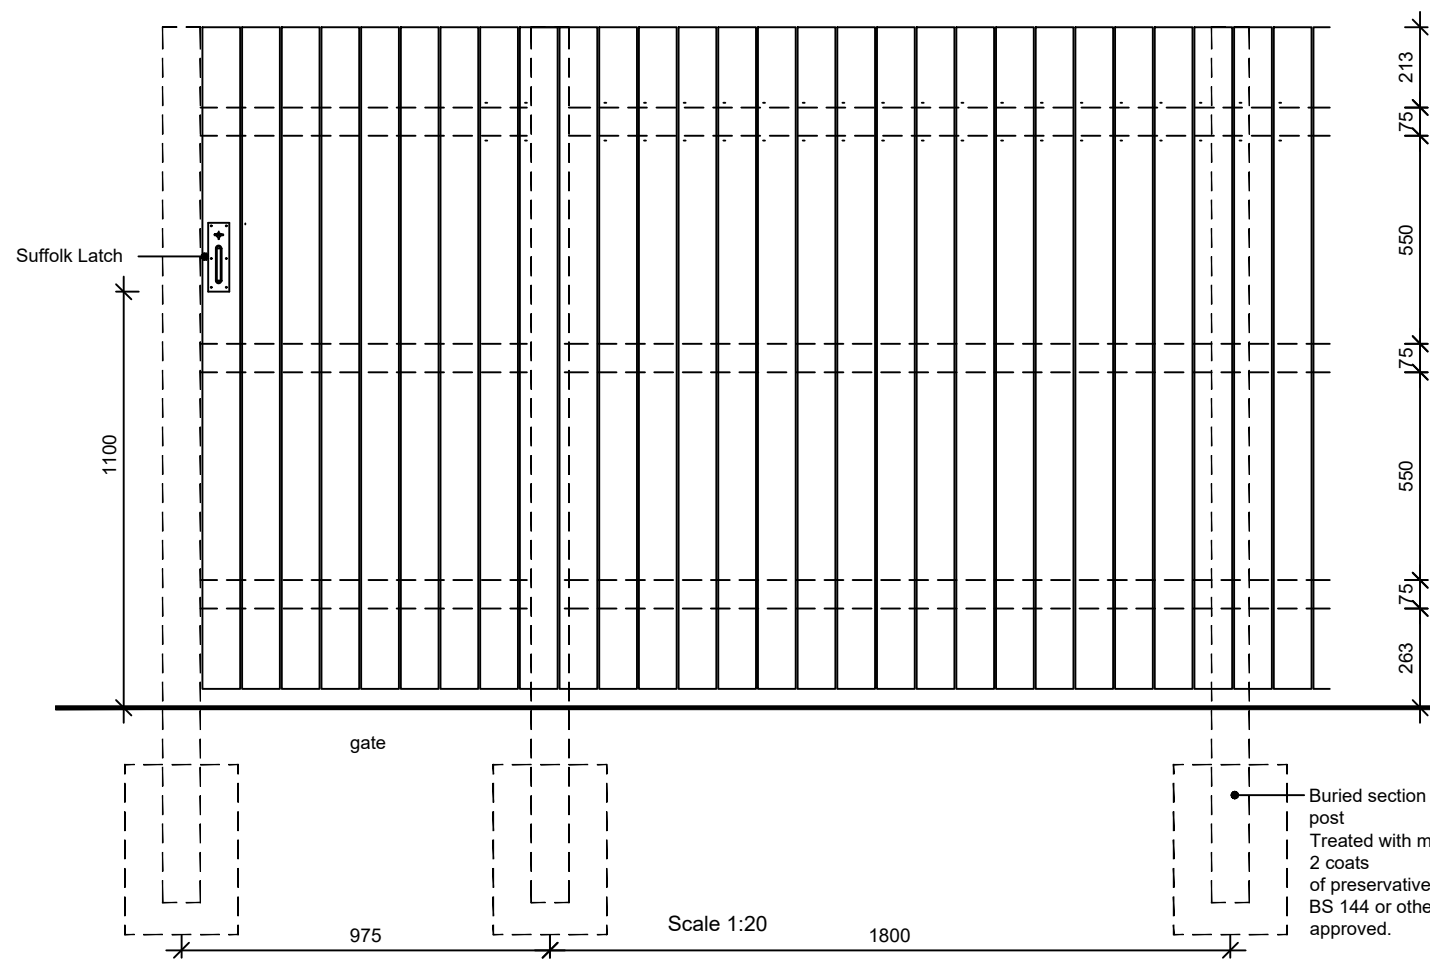 213
75
Suffolk Latch
550
75
1100
550
75
263
gate
Buried section
post
Treated with
2 coats
of preservative
BS 144 or
approved.
Scale 1:20
975
1800